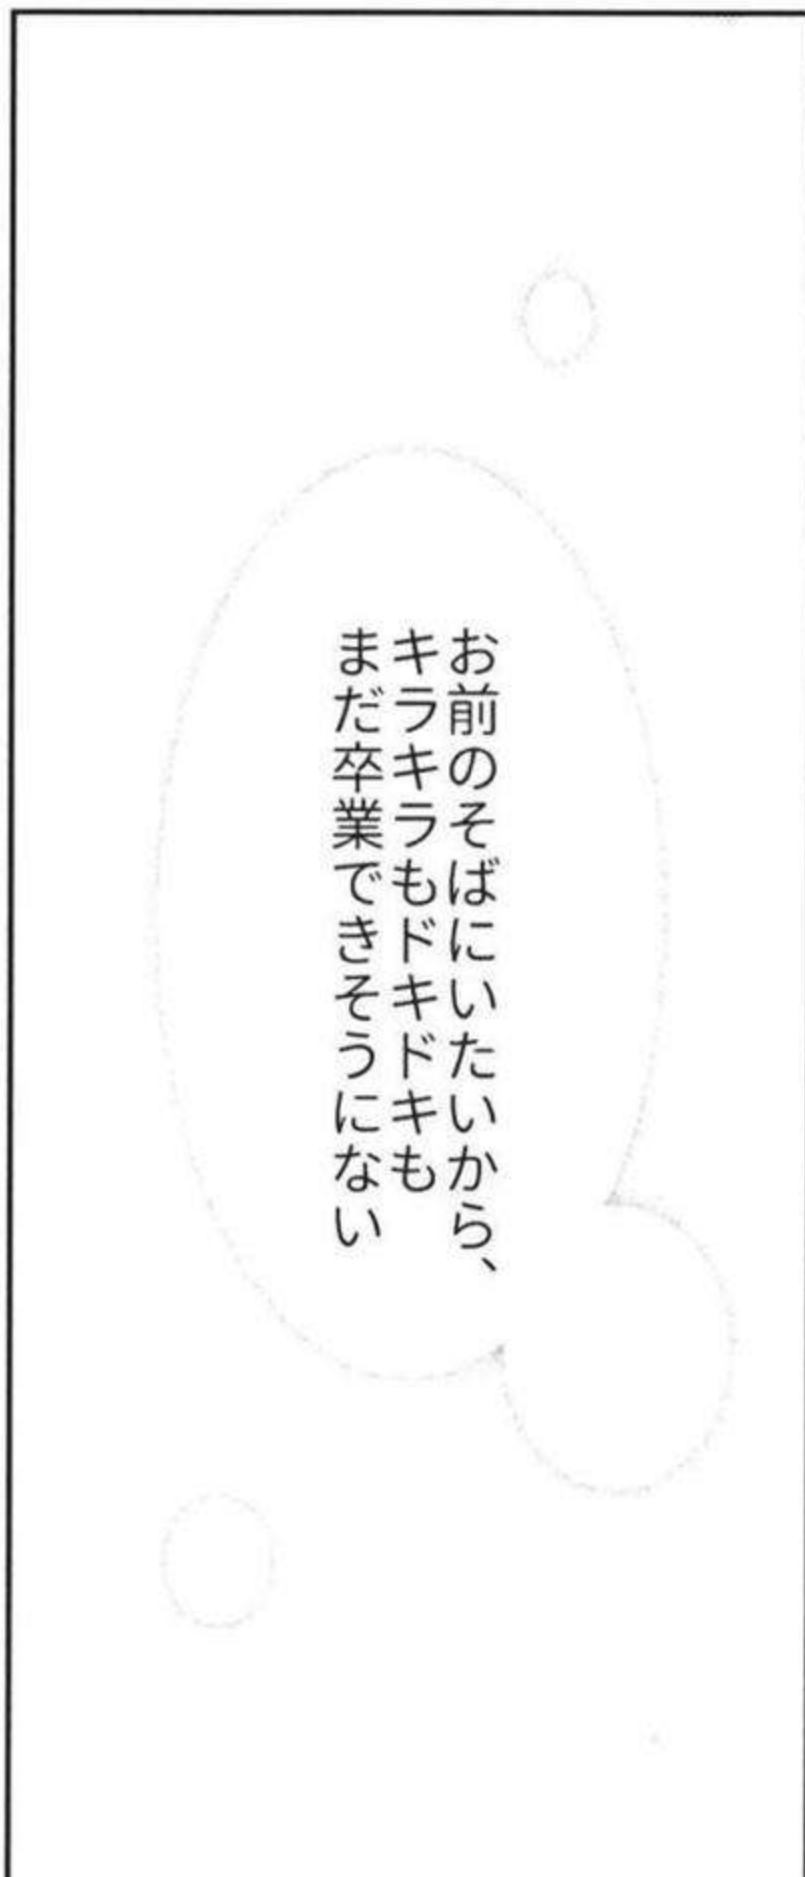 お前のそばにいたいから、
キラキラもドキドキも
まだ卒業できそうにない